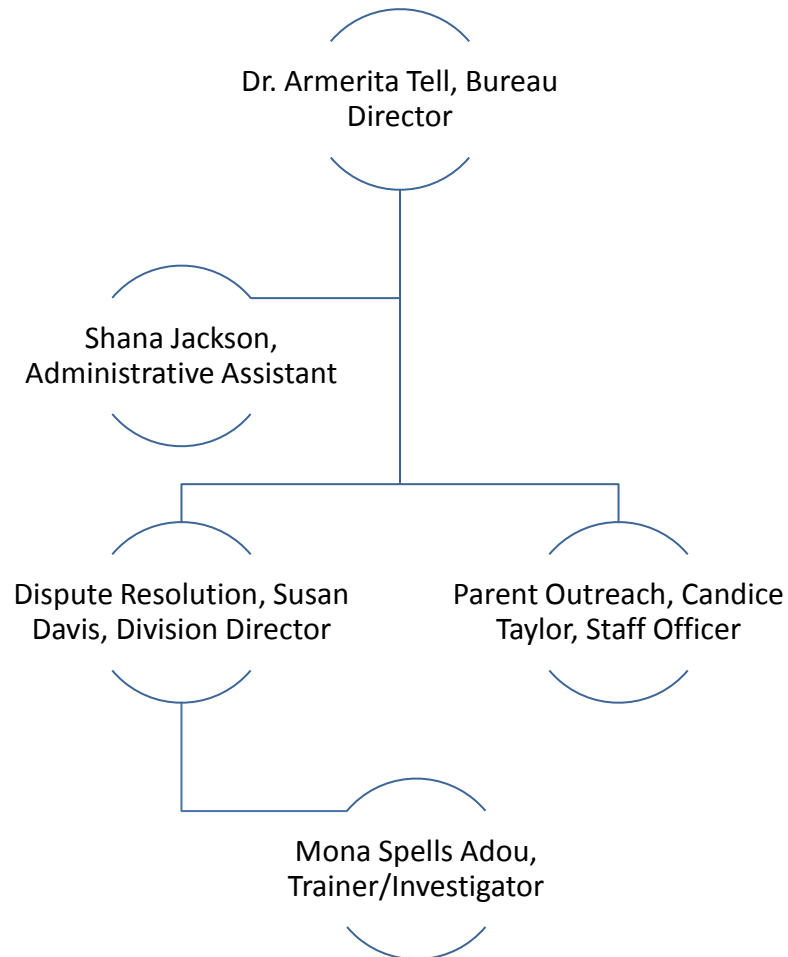 Dr. Armerita Tell, Bureau
Director
Shana Jackson,
Administrative Assistant
Dispute Resolution, Susan
Davis, Division Director
Parent Outreach, Candice
Taylor, Staff Officer
Mona Spells Adou,
Trainer/Investigator